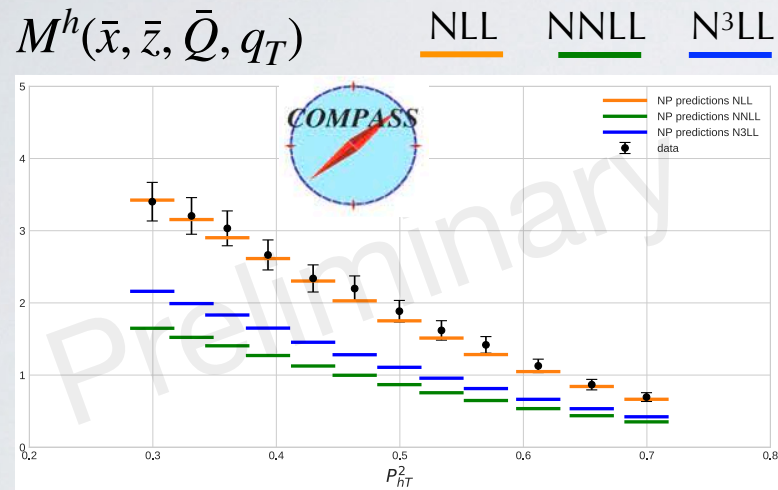 Mʰ(x̄, z̄, Q̄, q_T) NLL NNLL N³LL
COMPASS
NP predictions NLL
NP predictions NNLL
NP predictions N3LL
data
Preliminary
5
4
3
2
1
0
0.2 0.3 0.4 0.5 0.6 0.7 0.8
P²_hT